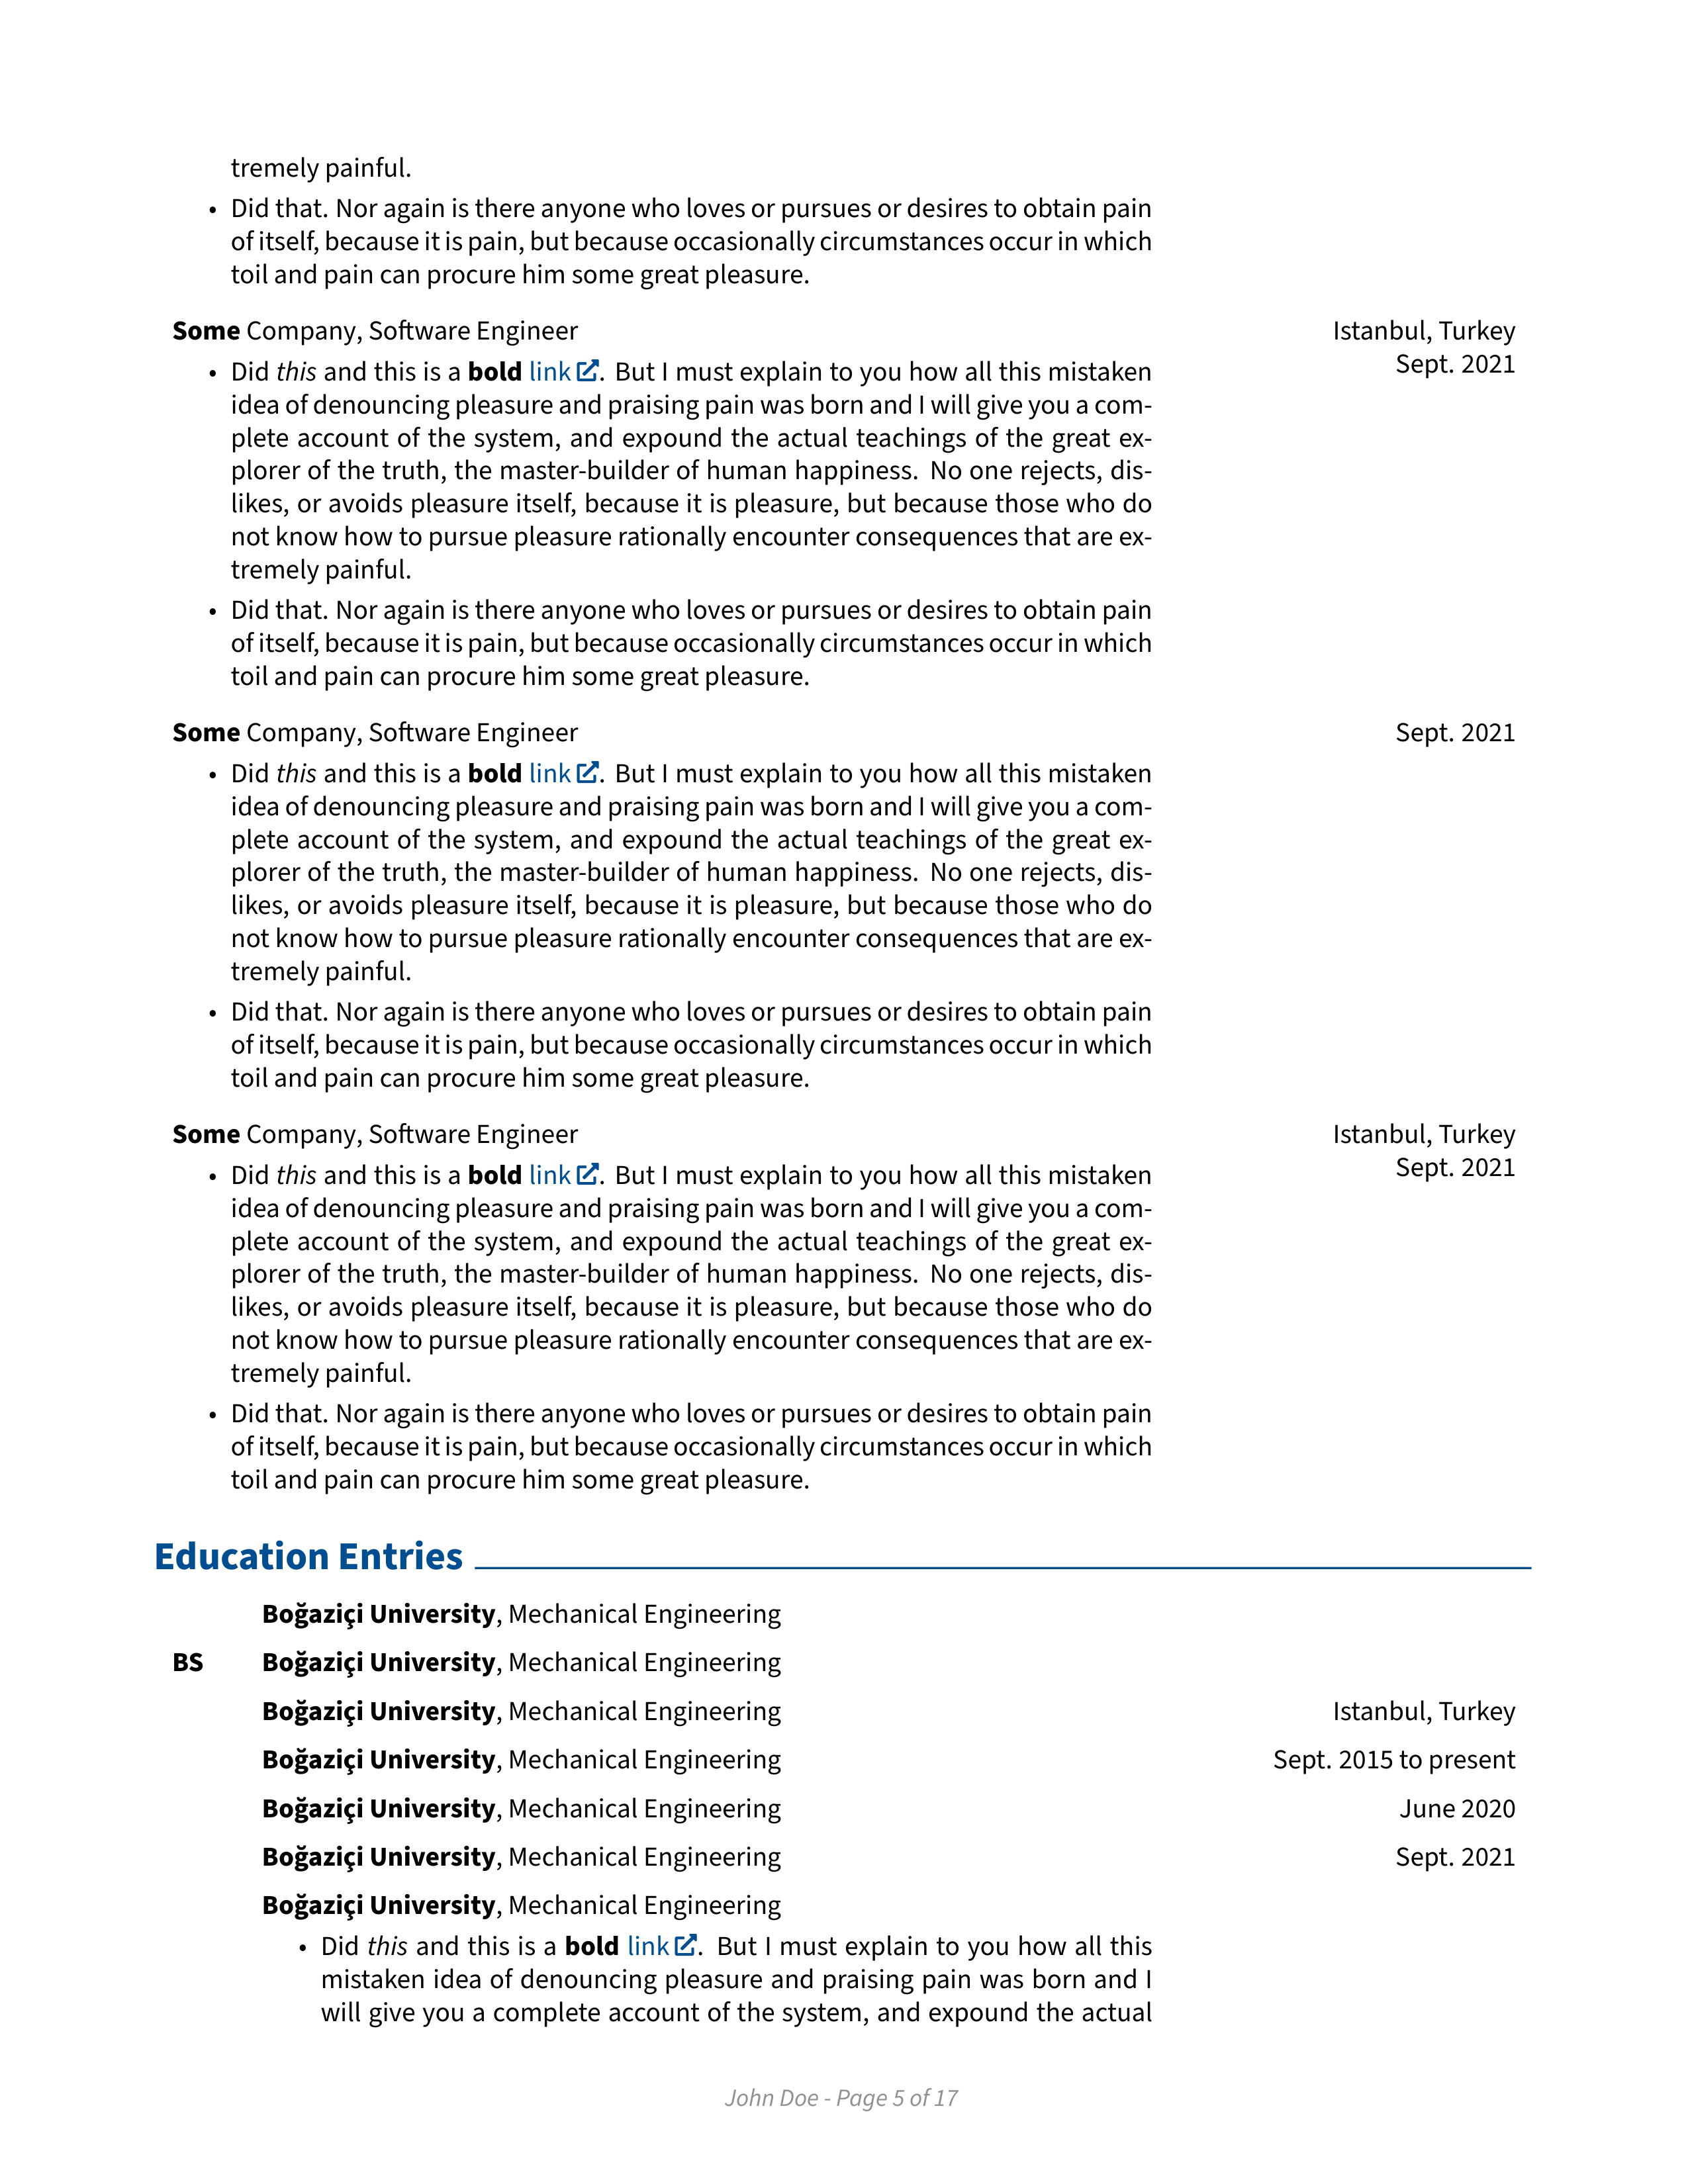 tremely painful.
• Did that. Nor again is there anyone who loves or pursues or desires to obtain pain
of itself, because it is pain, but because occasionally circumstances occur in which
toil and pain can procure him some great pleasure.
Some Company, Software Engineer
Istanbul, Turkey
Sept. 2021
• Did this and this is a bold link. But I must explain to you how all this mistaken
idea of denouncing pleasure and praising pain was born and I will give you a com-
plete account of the system, and expound the actual teachings of the great ex-
plorer of the truth, the master-builder of human happiness. No one rejects, dis-
likes, or avoids pleasure itself, because it is pleasure, but because those who do
not know how to pursue pleasure rationally encounter consequences that are ex-
tremely painful.
• Did that. Nor again is there anyone who loves or pursues or desires to obtain pain
of itself, because it is pain, but because occasionally circumstances occur in which
toil and pain can procure him some great pleasure.
Some Company, Software Engineer
Sept. 2021
• Did this and this is a bold link. But I must explain to you how all this mistaken
idea of denouncing pleasure and praising pain was born and I will give you a com-
plete account of the system, and expound the actual teachings of the great ex-
plorer of the truth, the master-builder of human happiness. No one rejects, dis-
likes, or avoids pleasure itself, because it is pleasure, but because those who do
not know how to pursue pleasure rationally encounter consequences that are ex-
tremely painful.
• Did that. Nor again is there anyone who loves or pursues or desires to obtain pain
of itself, because it is pain, but because occasionally circumstances occur in which
toil and pain can procure him some great pleasure.
Some Company, Software Engineer
Istanbul, Turkey
Sept. 2021
• Did this and this is a bold link. But I must explain to you how all this mistaken
idea of denouncing pleasure and praising pain was born and I will give you a com-
plete account of the system, and expound the actual teachings of the great ex-
plorer of the truth, the master-builder of human happiness. No one rejects, dis-
likes, or avoids pleasure itself, because it is pleasure, but because those who do
not know how to pursue pleasure rationally encounter consequences that are ex-
tremely painful.
• Did that. Nor again is there anyone who loves or pursues or desires to obtain pain
of itself, because it is pain, but because occasionally circumstances occur in which
toil and pain can procure him some great pleasure.
Education Entries
Boğaziçi University, Mechanical Engineering
BS Boğaziçi University, Mechanical Engineering
Boğaziçi University, Mechanical Engineering Istanbul, Turkey
Boğaziçi University, Mechanical Engineering Sept. 2015 to present
Boğaziçi University, Mechanical Engineering June 2020
Boğaziçi University, Mechanical Engineering Sept. 2021
Boğaziçi University, Mechanical Engineering
• Did this and this is a bold link. But I must explain to you how all this
mistaken idea of denouncing pleasure and praising pain was born and I
will give you a complete account of the system, and expound the actual
John Doe - Page 5 of 17